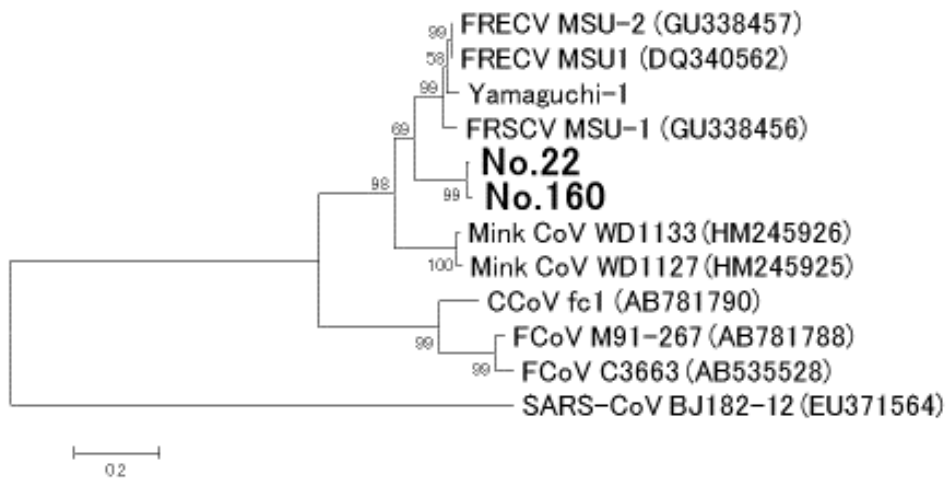 99
FRECV MSU-2 (GU338457)
58
FRECV MSU1 (DQ340562)
99
Yamaguchi-1
69
FRSCV MSU-1 (GU338456)
No.22
98
99
No.160
Mink CoV WD1133 (HM245926)
100
Mink CoV WD1127 (HM245925)
CCoV fc1 (AB781790)
99
FCoV M91-267 (AB781788)
99
FCoV C3663 (AB535528)
SARS-CoV BJ182-12 (EU371564)
0.2